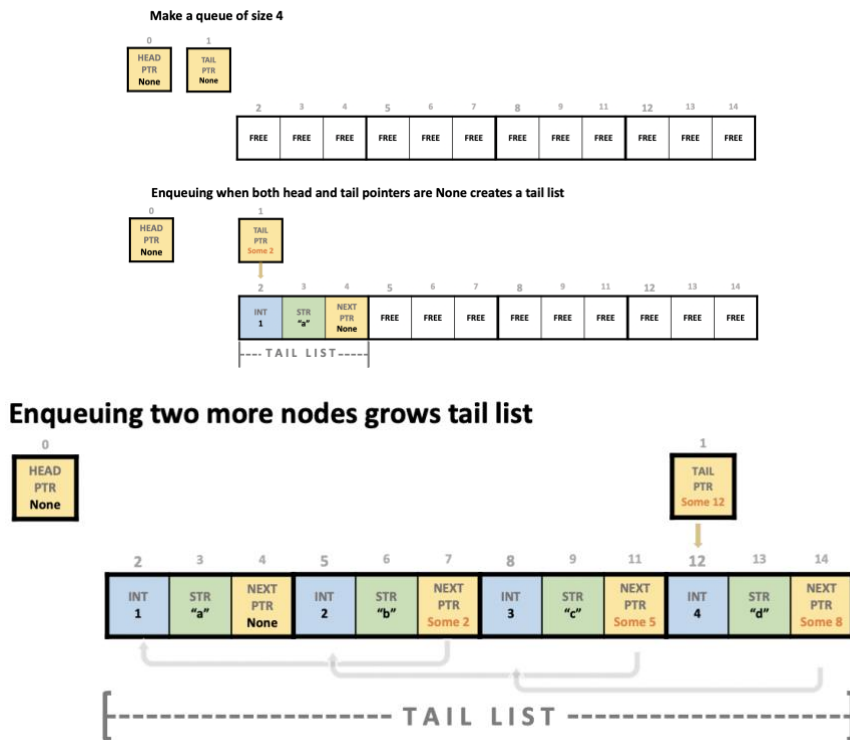 Make a queue of size 4
0 1
HEAD PTR None
TAIL PTR None
2 3 4 5 6 7 8 9 11 12 13 14
FREE FREE FREE FREE FREE FREE FREE FREE FREE FREE FREE FREE
Enqueuing when both head and tail pointers are None creates a tail list
0 1
HEAD PTR None
TAIL PTR Some 2
2 3 4 5 6 7 8 9 11 12 13 14
INT 1
STR "a"
NEXT PTR None
FREE FREE FREE FREE FREE FREE FREE FREE FREE
TAIL LIST
Enqueuing two more nodes grows tail list
0 1
HEAD PTR None
TAIL PTR Some 12
2 3 4 5 6 7 8 9 11 12 13 14
INT 1
STR "a"
NEXT PTR None
INT 2
STR "b"
NEXT PTR Some 2
INT 3
STR "c"
NEXT PTR Some 5
INT 4
STR "d"
NEXT PTR Some 8
TAIL LIST